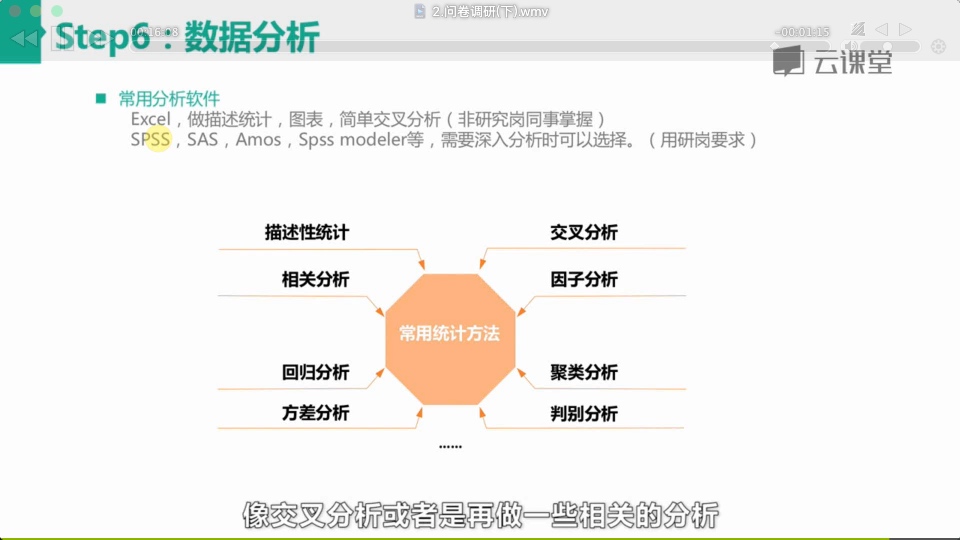 2.问卷调研(下).wmv
00:16:08
-00:01:15
Step6：数据分析
云课堂
常用分析软件
Excel，做描述统计，图表，简单交叉分析（非研究岗同事掌握）
SPSS，SAS，Amos，Spss modeler等，需要深入分析时可以选择。（用研岗要求）
描述性统计
交叉分析
相关分析
因子分析
常用统计方法
回归分析
聚类分析
方差分析
判别分析
……
像交叉分析或者是再做一些相关的分析